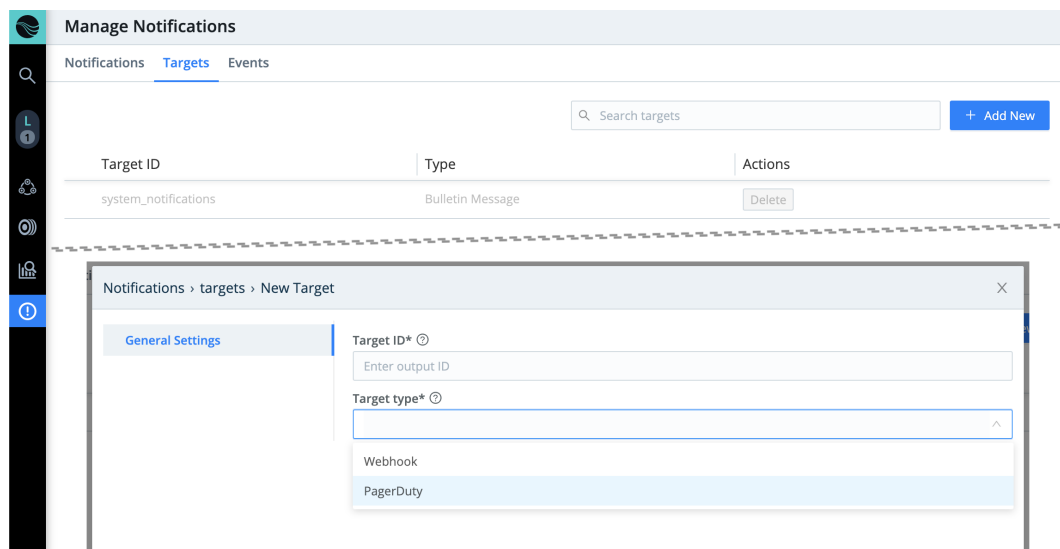 Manage Notifications
Notifications Targets Events
Search targets
+ Add New
Target ID Type Actions
system_notifications Bulletin Message Delete
L
1
Notifications › targets › New Target X
General Settings
Target ID* ?
Enter output ID
Target type* ?
Webhook
PagerDuty